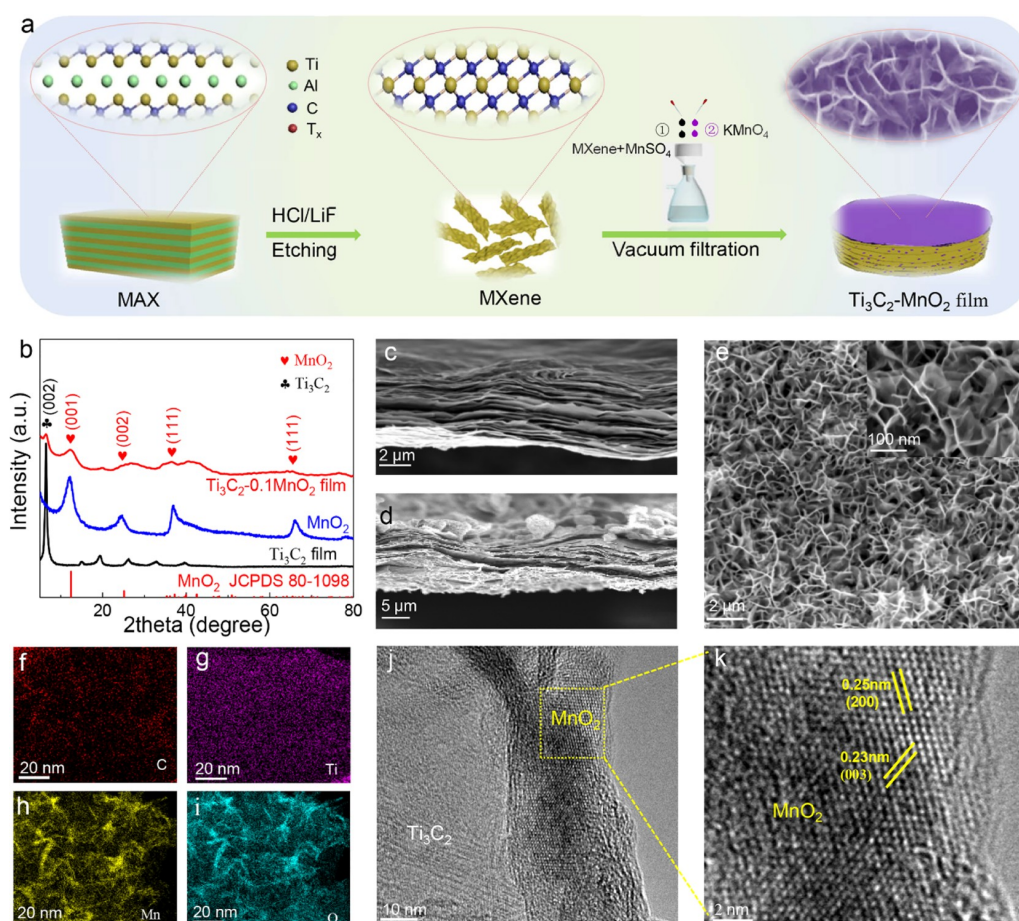 a
Ti
Al
C
Tₓ
① ② KMnO₄
MXene+MnSO₄
HCl/LiF
Etching
Vacuum filtration
MAX
MXene
Ti₃C₂-MnO₂ film
b
♥ MnO₂
♣ Ti₃C₂
(002)
(001)
(002)
(111)
(111)
Ti₃C₂-0.1MnO₂ film
MnO₂
Ti₃C₂ film
MnO₂ JCPDS 80-1098
Intensity (a.u.)
0 20 40 60 80
2theta (degree)
c
2 μm
d
5 μm
e
100 nm
2 μm
f
20 nm
C
g
20 nm
Ti
h
20 nm
Mn
i
20 nm
O
j
MnO₂
Ti₃C₂
10 nm
k
0.25nm
(200)
0.23nm
(003)
MnO₂
2 nm